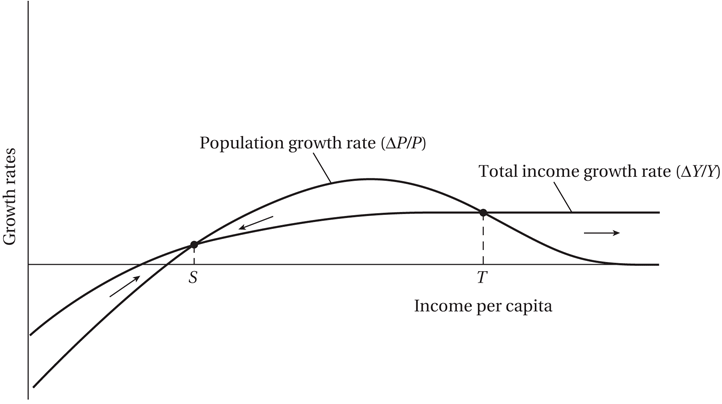 Growth rates
Population growth rate (ΔP/P)
Total income growth rate (ΔY/Y)
S
T
Income per capita